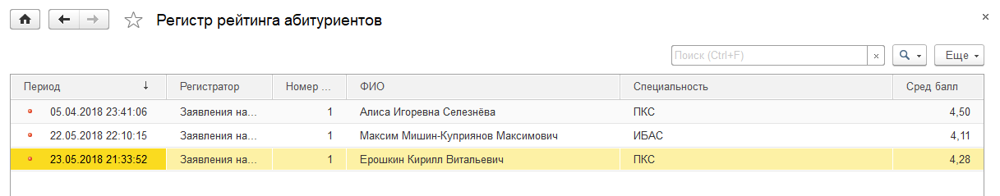 Регистр рейтинга абитуриентов
Поиск (Ctrl+F) Еще
Период Регистратор Номер ... ФИО Специальность Сред балл
05.04.2018 23:41:06 Заявления на... 1 Алиса Игоревна Селезнёва ПКС 4,50
22.05.2018 22:10:15 Заявления на... 1 Максим Мишин-Куприянов Максимович ИБАС 4,11
23.05.2018 21:33:52 Заявления на... 1 Ерошкин Кирилл Витальевич ПКС 4,28